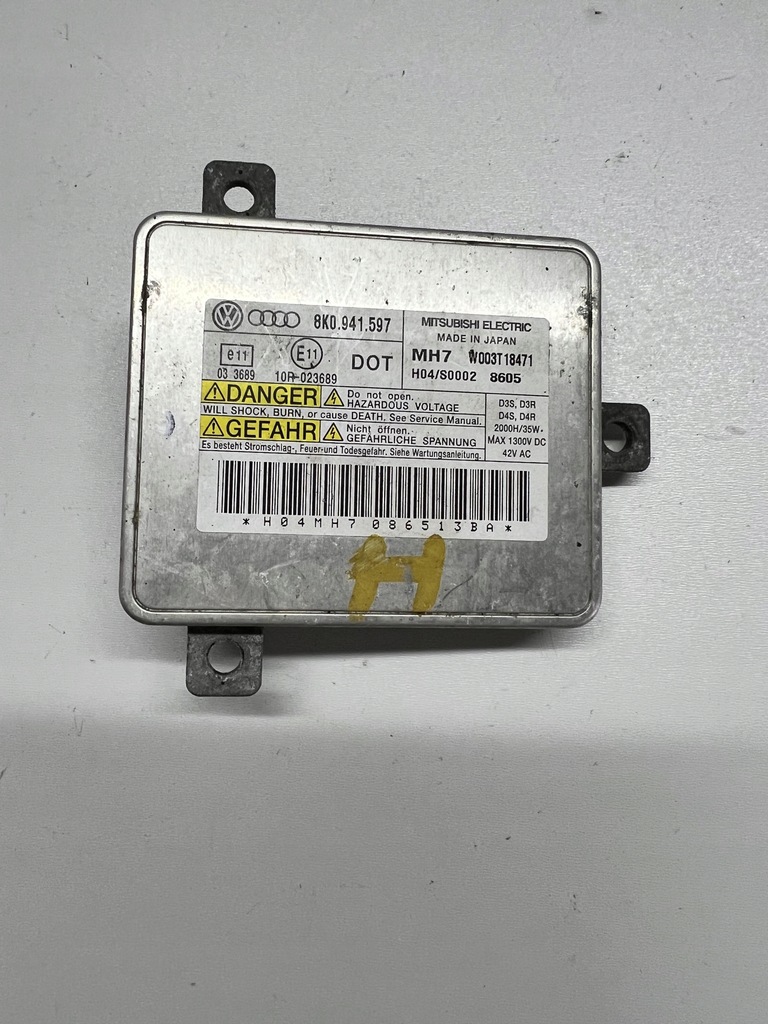 8K0.941.597
MITSUBISHI ELECTRIC
MADE IN JAPAN
e11
E11
DOT
MH7 W003T18471
03 3689 10R-023689
H04/S0002 8605
DANGER Do not open.
HAZARDOUS VOLTAGE
WILL SHOCK, BURN, or cause DEATH. See Service Manual.
GEFAHR Nicht öffnen.
GEFÄHRLICHE SPANNUNG
Es besteht Stromschlag-, Feuer-und Todesgefahr. Siehe Wartungsanleitung.
D3S, D3R
D4S, D4R
2000H/35W
MAX 1300V DC
42V AC
*H04MH7086513BA*
H